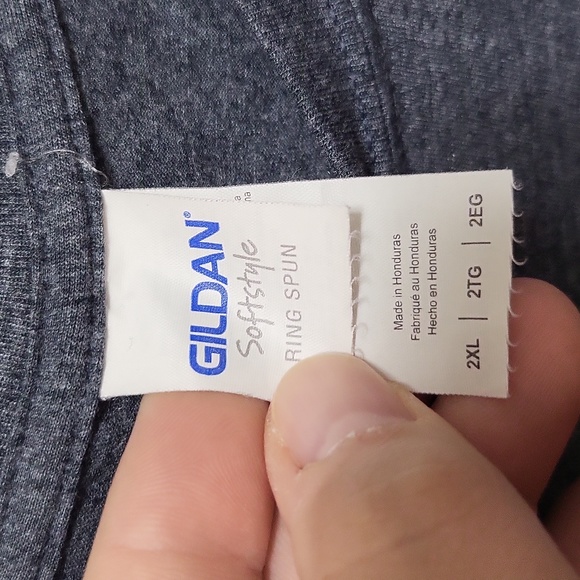 GILDAN®
Softstyle
RING SPUN
Made in Honduras
Fabriqué au Honduras
Hecho en Honduras
2XL | 2TG | 2EG